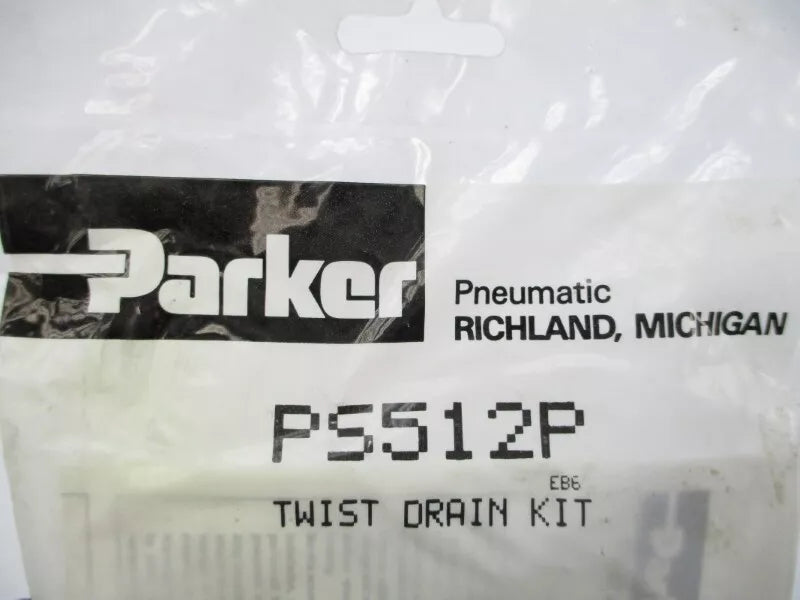 Parker
Pneumatic
RICHLAND, MICHIGAN
PS512P
EB6
TWIST DRAIN KIT